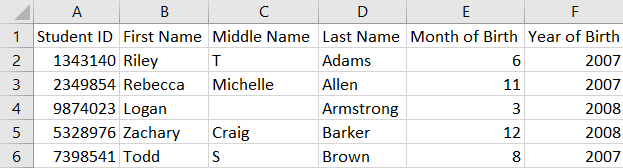 A B C D E F
1 Student ID First Name Middle Name Last Name Month of Birth Year of Birth
2 1343140 Riley T Adams 6 2007
3 2349854 Rebecca Michelle Allen 11 2007
4 9874023 Logan Armstrong 3 2008
5 5328976 Zachary Craig Barker 12 2008
6 7398541 Todd S Brown 8 2007